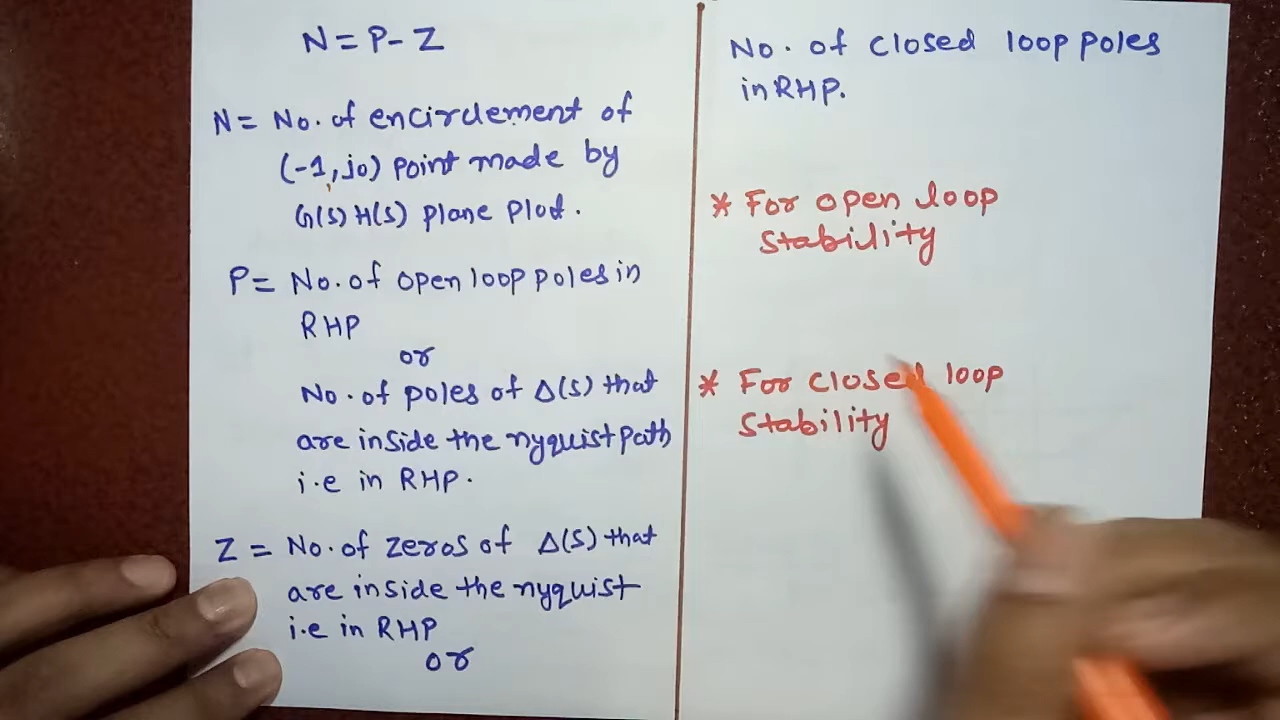 N = P - Z
N = No. of encirclement of
(-1, j0) point made by
G(s) H(s) plane plot.
P = No. of open loop poles in
RHP
or
No. of poles of Δ(s) that
are inside the nyquist path
i.e in RHP.
Z = No. of zeros of Δ(s) that
are inside the nyquist
i.e in RHP
or
No. of closed loop poles
in RHP.
* For open loop
stability
* For closed loop
stability